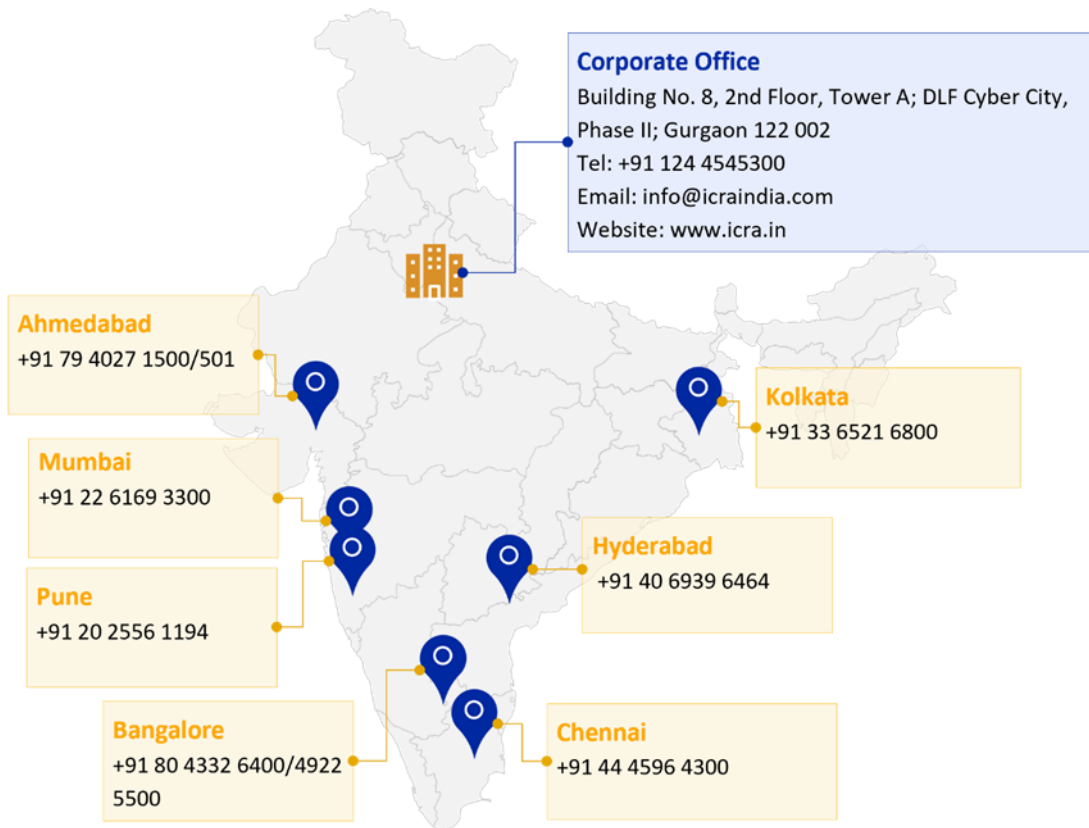 Corporate Office
Building No. 8, 2nd Floor, Tower A; DLF Cyber City,
Phase II; Gurgaon 122 002
Tel: +91 124 4545300
Email: info@icraindia.com
Website: www.icra.in
Ahmedabad
+91 79 4027 1500/501
Kolkata
+91 33 6521 6800
Mumbai
+91 22 6169 3300
Hyderabad
+91 40 6939 6464
Pune
+91 20 2556 1194
Bangalore
+91 80 4332 6400/4922
5500
Chennai
+91 44 4596 4300